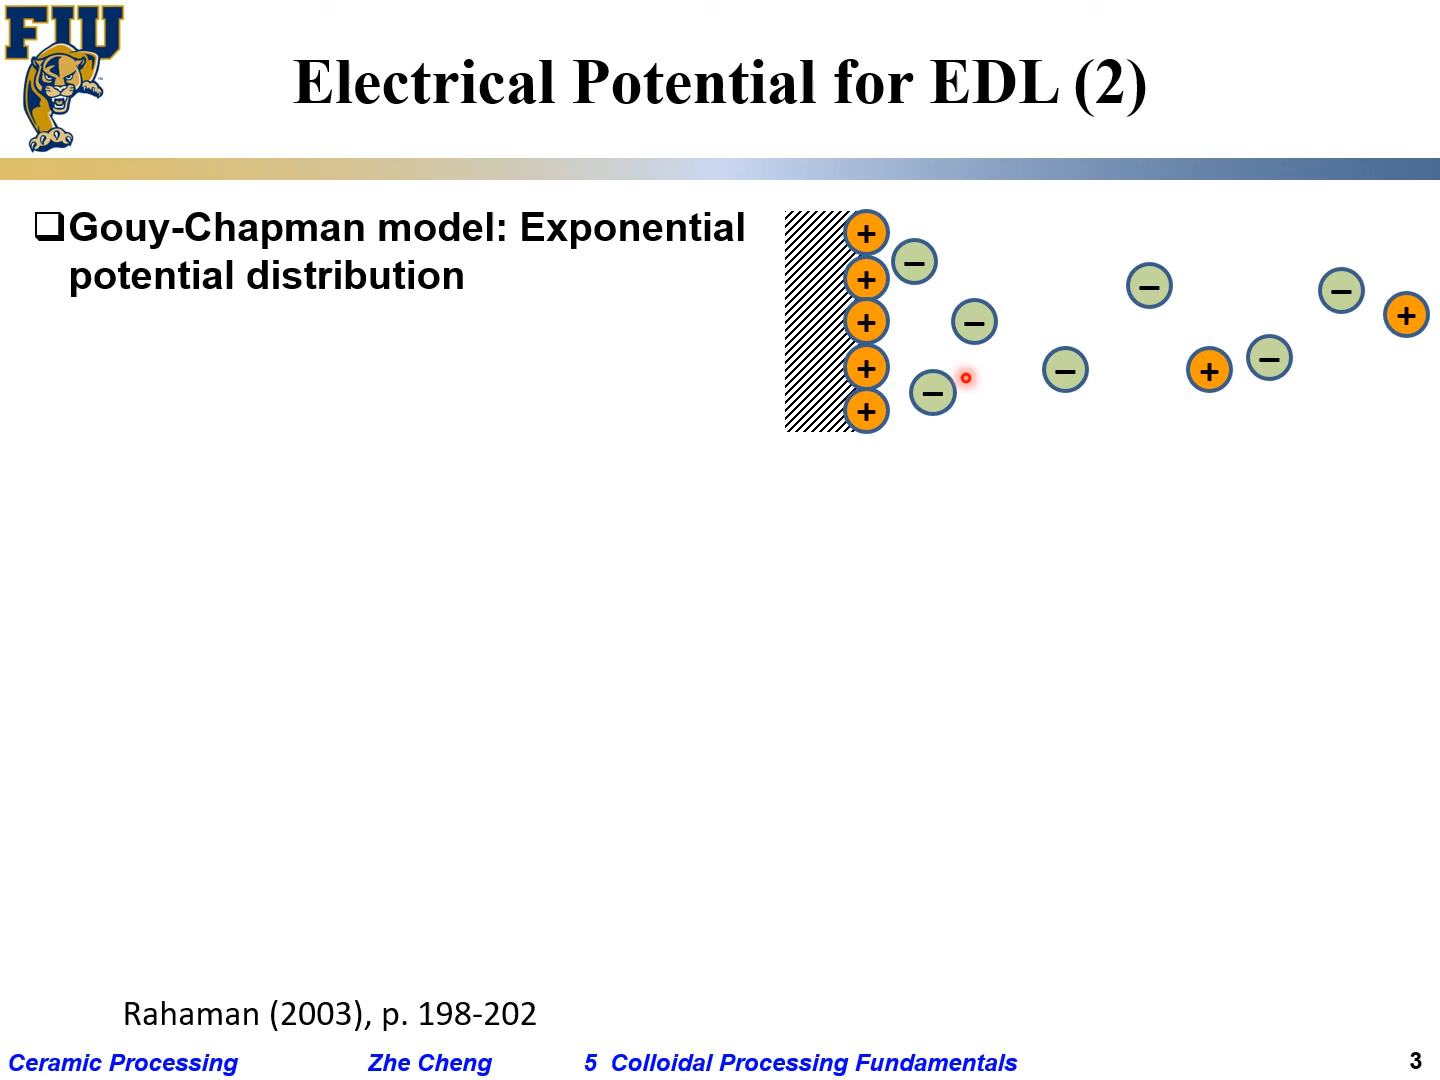 FIU
Electrical Potential for EDL (2)
Gouy-Chapman model: Exponential
potential distribution
+ −
+ − −
+ − +
+ − + −
+ −
Rahaman (2003), p. 198-202
Ceramic Processing Zhe Cheng 5 Colloidal Processing Fundamentals 3